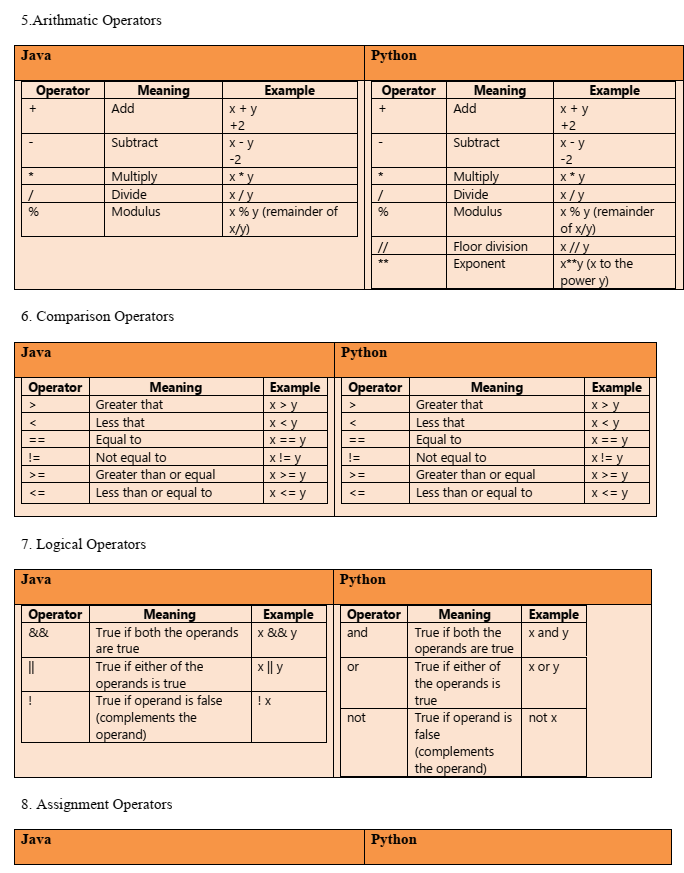 5.Arithmatic Operators
Java
Python
Operator Meaning Example
+ Add x + y
+2
- Subtract x - y
-2
* Multiply x * y
/ Divide x / y
% Modulus x % y (remainder of
x/y)
Operator Meaning Example
+ Add x + y
+2
- Subtract x - y
-2
* Multiply x * y
/ Divide x / y
% Modulus x % y (remainder
of x/y)
// Floor division x // y
** Exponent x**y (x to the
power y)
6. Comparison Operators
Java
Python
Operator Meaning Example
> Greater that x > y
< Less that x < y
== Equal to x == y
!= Not equal to x != y
>= Greater than or equal x >= y
<= Less than or equal to x <= y
Operator Meaning Example
> Greater that x > y
< Less that x < y
== Equal to x == y
!= Not equal to x != y
>= Greater than or equal x >= y
<= Less than or equal to x <= y
7. Logical Operators
Java
Python
Operator Meaning Example
&& True if both the operands x && y
are true
|| True if either of the x || y
operands is true
! True if operand is false ! x
(complements the
operand)
Operator Meaning Example
and True if both the x and y
operands are true
or True if either of x or y
the operands is
true
not True if operand is not x
false
(complements
the operand)
8. Assignment Operators
Java
Python